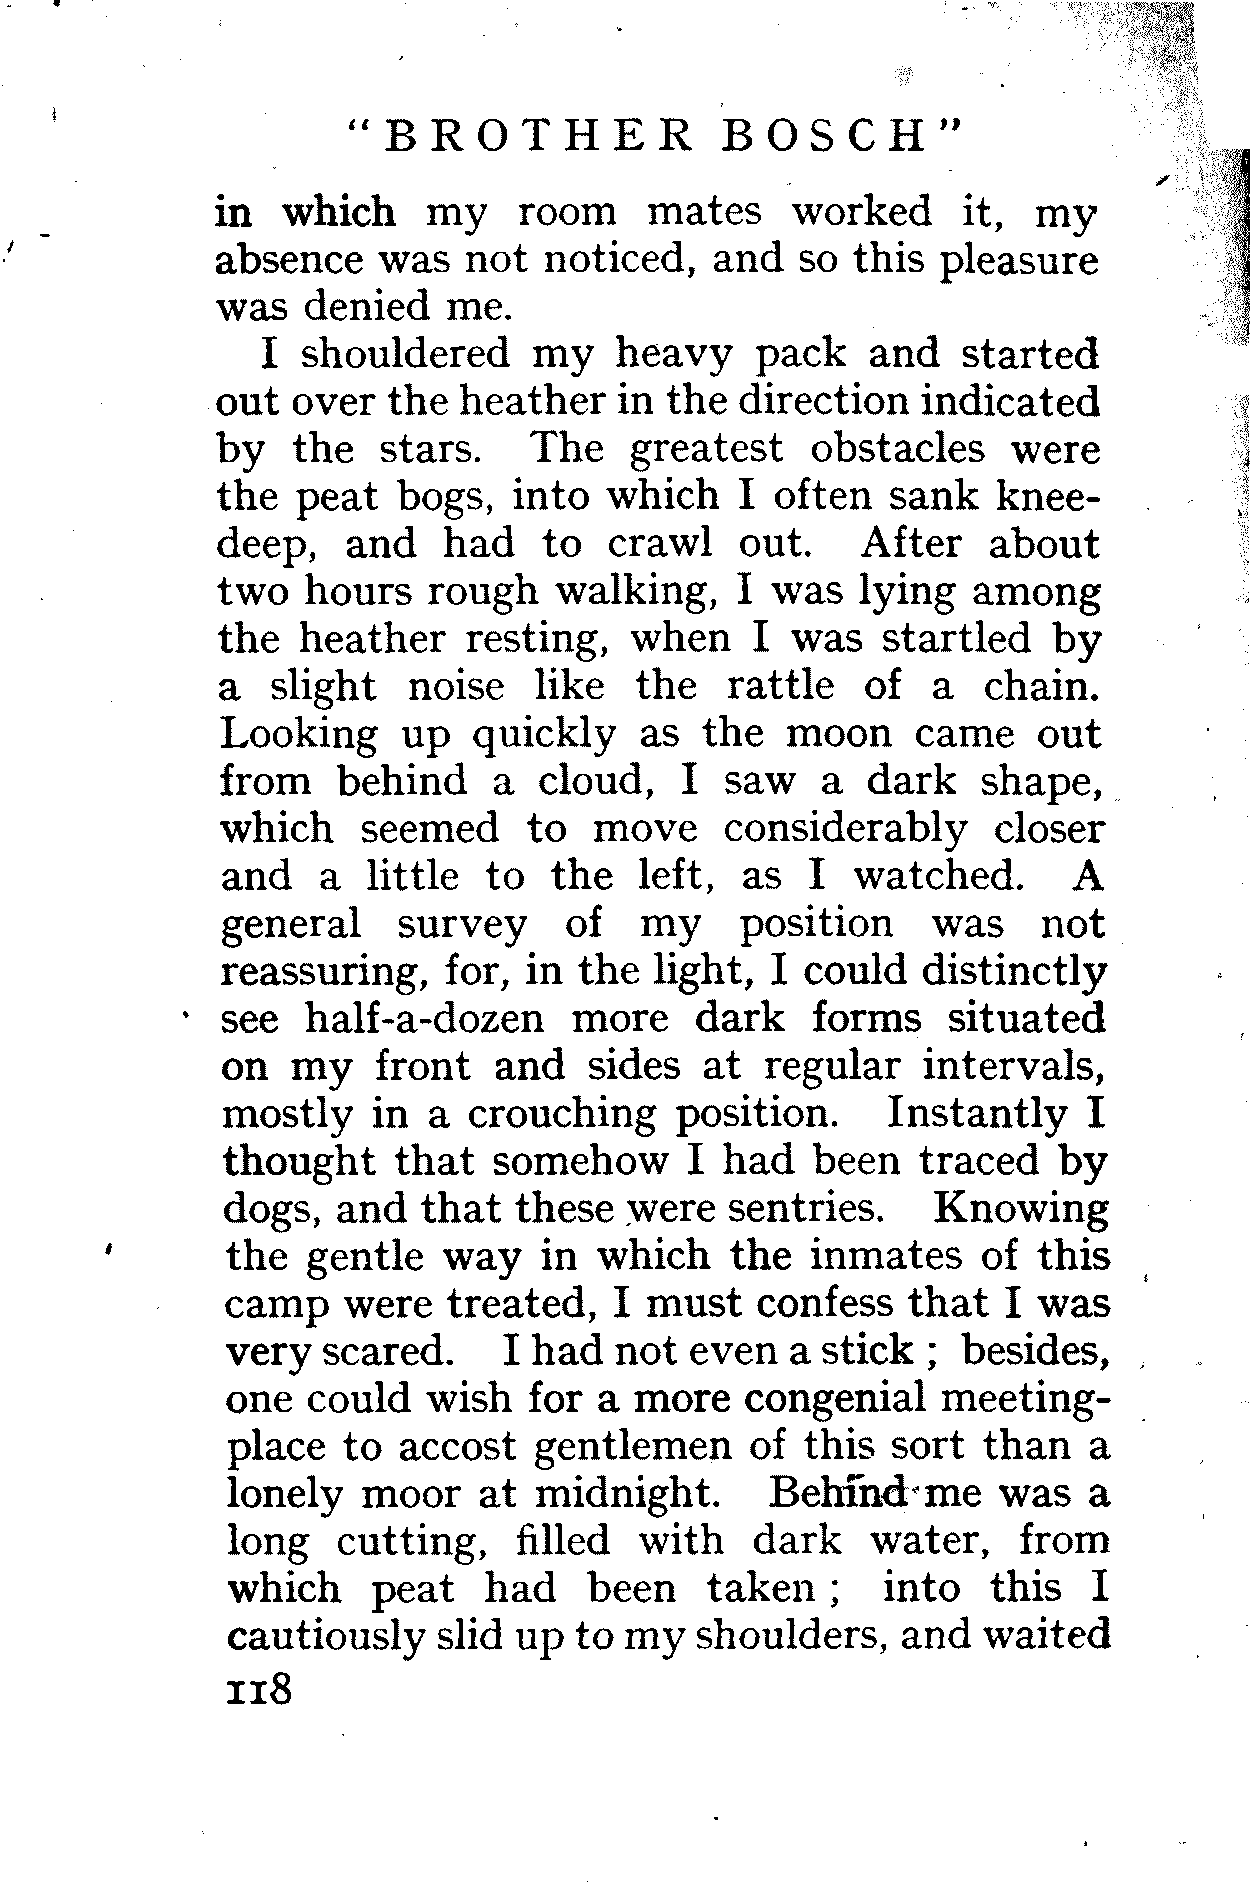 "BROTHER BOSCH"
in which my room mates worked it, my
absence was not noticed, and so this pleasure
was denied me.
I shouldered my heavy pack and started
out over the heather in the direction indicated
by the stars. The greatest obstacles were
the peat bogs, into which I often sank knee-
deep, and had to crawl out. After about
two hours rough walking, I was lying among
the heather resting, when I was startled by
a slight noise like the rattle of a chain.
Looking up quickly as the moon came out
from behind a cloud, I saw a dark shape,
which seemed to move considerably closer
and a little to the left, as I watched. A
general survey of my position was not
reassuring, for, in the light, I could distinctly
see half-a-dozen more dark forms situated
on my front and sides at regular intervals,
mostly in a crouching position. Instantly I
thought that somehow I had been traced by
dogs, and that these were sentries. Knowing
the gentle way in which the inmates of this
camp were treated, I must confess that I was
very scared. I had not even a stick ; besides,
one could wish for a more congenial meeting-
place to accost gentlemen of this sort than a
lonely moor at midnight. Behind me was a
long cutting, filled with dark water, from
which peat had been taken ; into this I
cautiously slid up to my shoulders, and waited
118